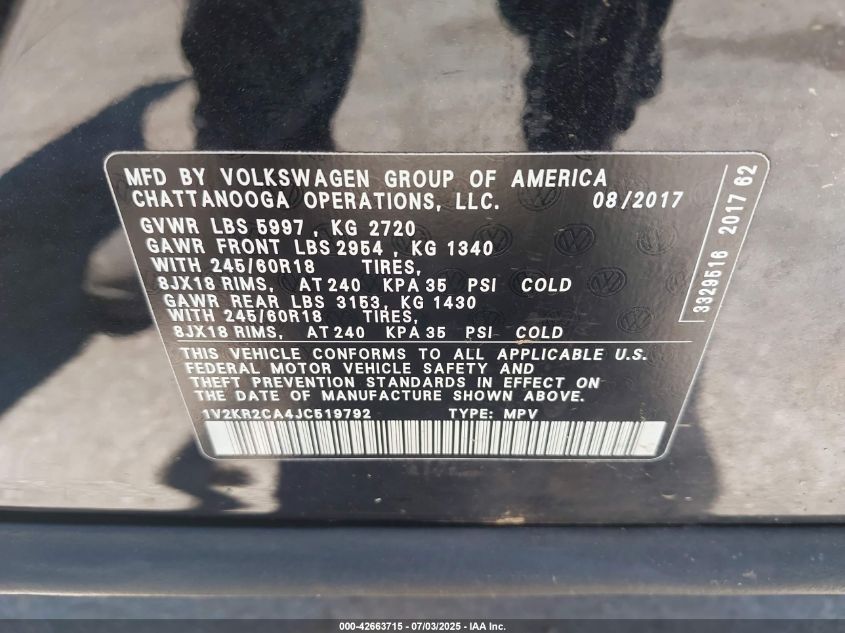 MFD BY VOLKSWAGEN GROUP OF AMERICA
CHATTANOOGA OPERATIONS, LLC. 08/2017
GVWR LBS 5997 , KG 2720
GAWR FRONT LBS 2954 , KG 1340
WITH 245/60R18 TIRES,
8JX18 RIMS, AT 240 KPA 35 PSI COLD
GAWR REAR LBS 3153, KG 1430
WITH 245/60R18 TIRES,
8JX18 RIMS, AT 240 KPA 35 PSI COLD
THIS VEHICLE CONFORMS TO ALL APPLICABLE U.S.
FEDERAL MOTOR VEHICLE SAFETY AND
THEFT PREVENTION STANDARDS IN EFFECT ON
THE DATE OF MANUFACTURE SHOWN ABOVE.
1V2KR2CA4JC519792 TYPE: MPV
3329516 2017 62
000-42663715 - 07/03/2025 - IAA Inc.